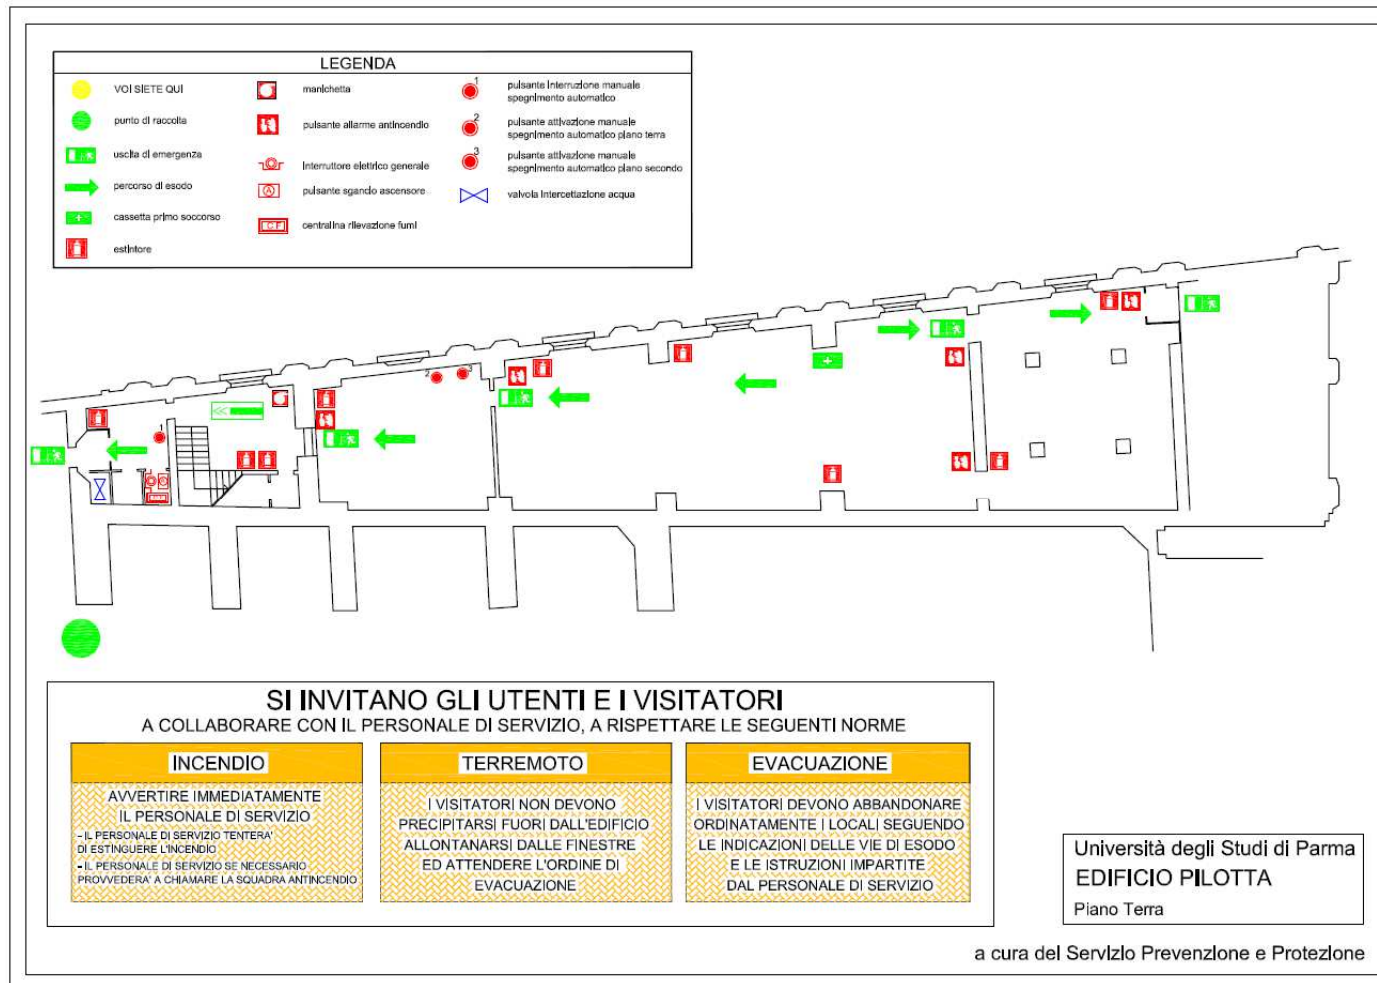 LEGENDA
VOI SIETE QUI
punto di raccolta
uscita di emergenza
percorso di esodo
cassetta primo soccorso
estintore
manichetta
pulsante allarme antincendio
interruttore elettrico generale
A
pulsante sgancio ascensore
C F
centralina rilevazione fumi
1
pulsante interruzione manuale
spegnimento automatico
2
pulsante attivazione manuale
spegnimento automatico piano terra
3
pulsante attivazione manuale
spegnimento automatico piano secondo
valvola intercettazione acqua
2
1
SI INVITANO GLI UTENTI E I VISITATORI
A COLLABORARE CON IL PERSONALE DI SERVIZIO, A RISPETTARE LE SEGUENTI NORME
INCENDIO
AVVERTIRE IMMEDIATAMENTE
IL PERSONALE DI SERVIZIO
- IL PERSONALE DI SERVIZIO TENTERA'
DI ESTINGUERE L'INCENDIO
- IL PERSONALE DI SERVIZIO SE NECESSARIO
PROVVEDERA' A CHIAMARE LA SQUADRA ANTINCENDIO
TERREMOTO
I VISITATORI NON DEVONO
PRECIPITARSI FUORI DALL'EDIFICIO
ALLONTANARSI DALLE FINESTRE
ED ATTENDERE L'ORDINE DI
EVACUAZIONE
EVACUAZIONE
I VISITATORI DEVONO ABBANDONARE
ORDINATAMENTE I LOCALI SEGUENDO
LE INDICAZIONI DELLE VIE DI ESODO
E LE ISTRUZIONI IMPARTITE
DAL PERSONALE DI SERVIZIO
Università degli Studi di Parma
EDIFICIO PILOTTA
Piano Terra
a cura del Servizio Prevenzione e Protezione